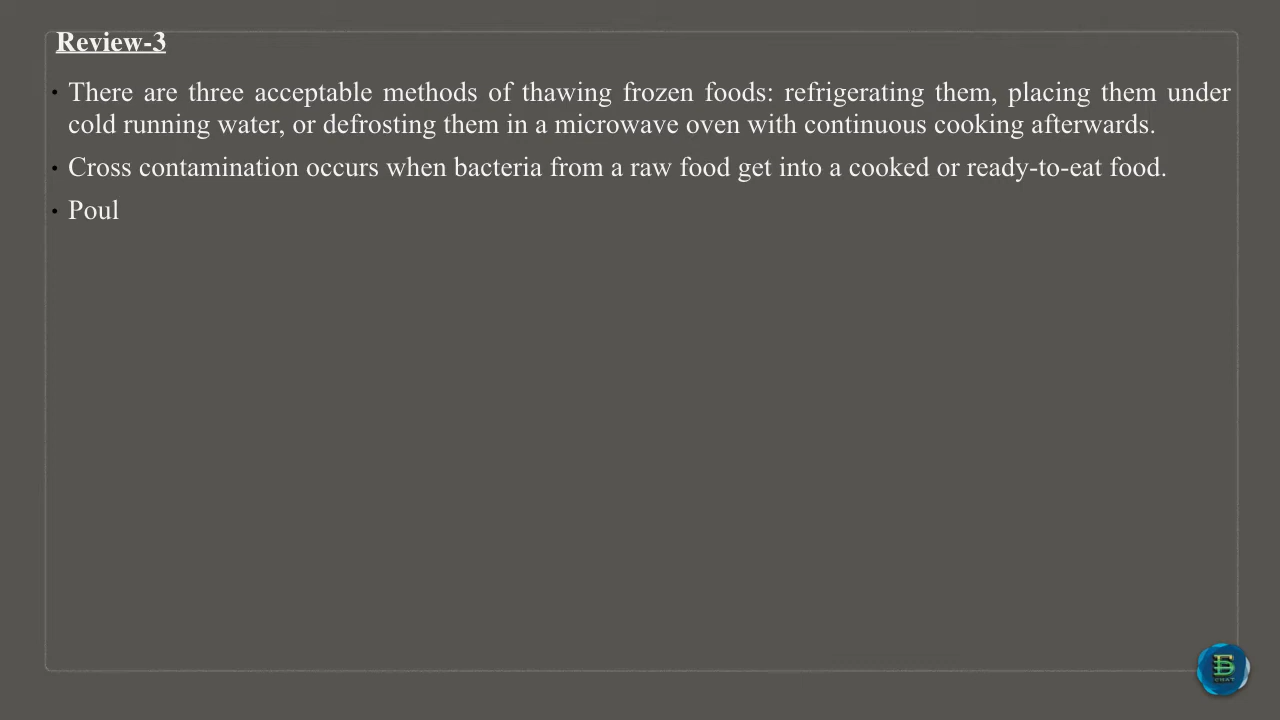 Review-3
• There are three acceptable methods of thawing frozen foods: refrigerating them, placing them under
cold running water, or defrosting them in a microwave oven with continuous cooking afterwards.
• Cross contamination occurs when bacteria from a raw food get into a cooked or ready-to-eat food.
• Poul